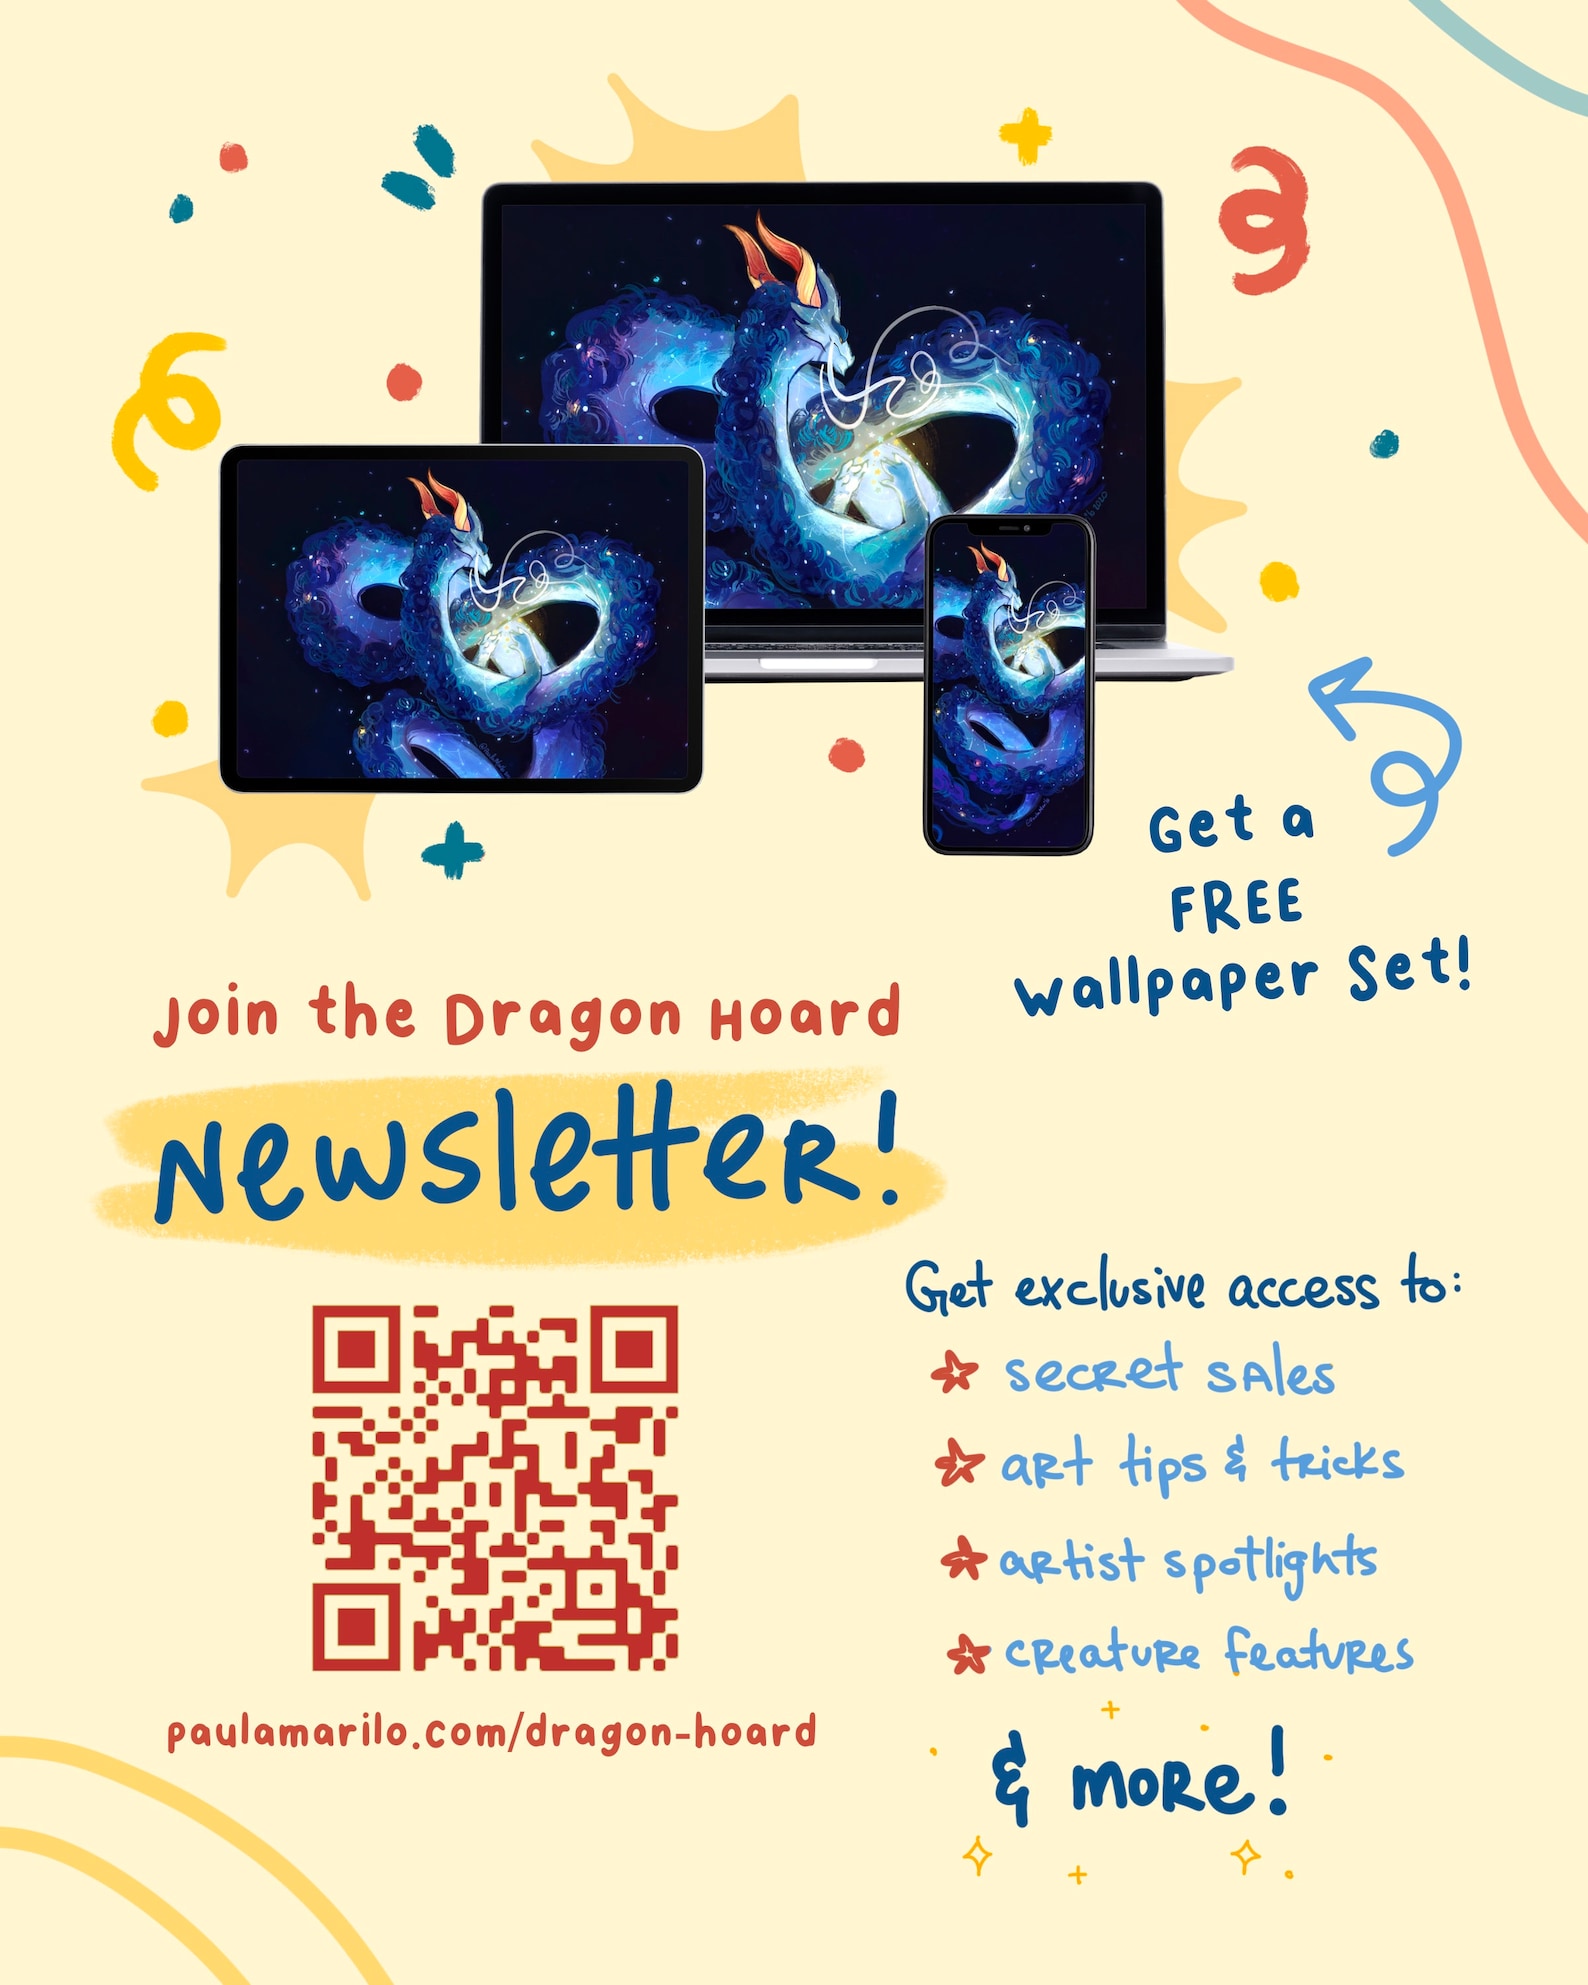 Get a
FREE
Wallpaper Set!
Join the Dragon Hoard
Newsletter!
Get exclusive access to:
secret sales
art tips & tricks
artist spotlights
creature features
& more!
paulamarilo.com/dragon-hoard